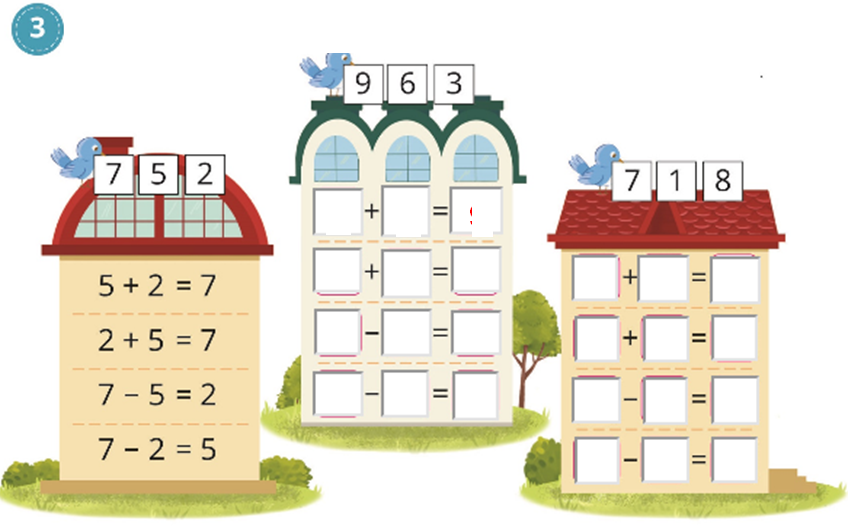 3
7 5 2
5 + 2 = 7
2 + 5 = 7
7 − 5 = 2
7 − 2 = 5
9 6 3
+ =
+ =
− =
− =
7 1 8
+ =
+ =
− =
− =